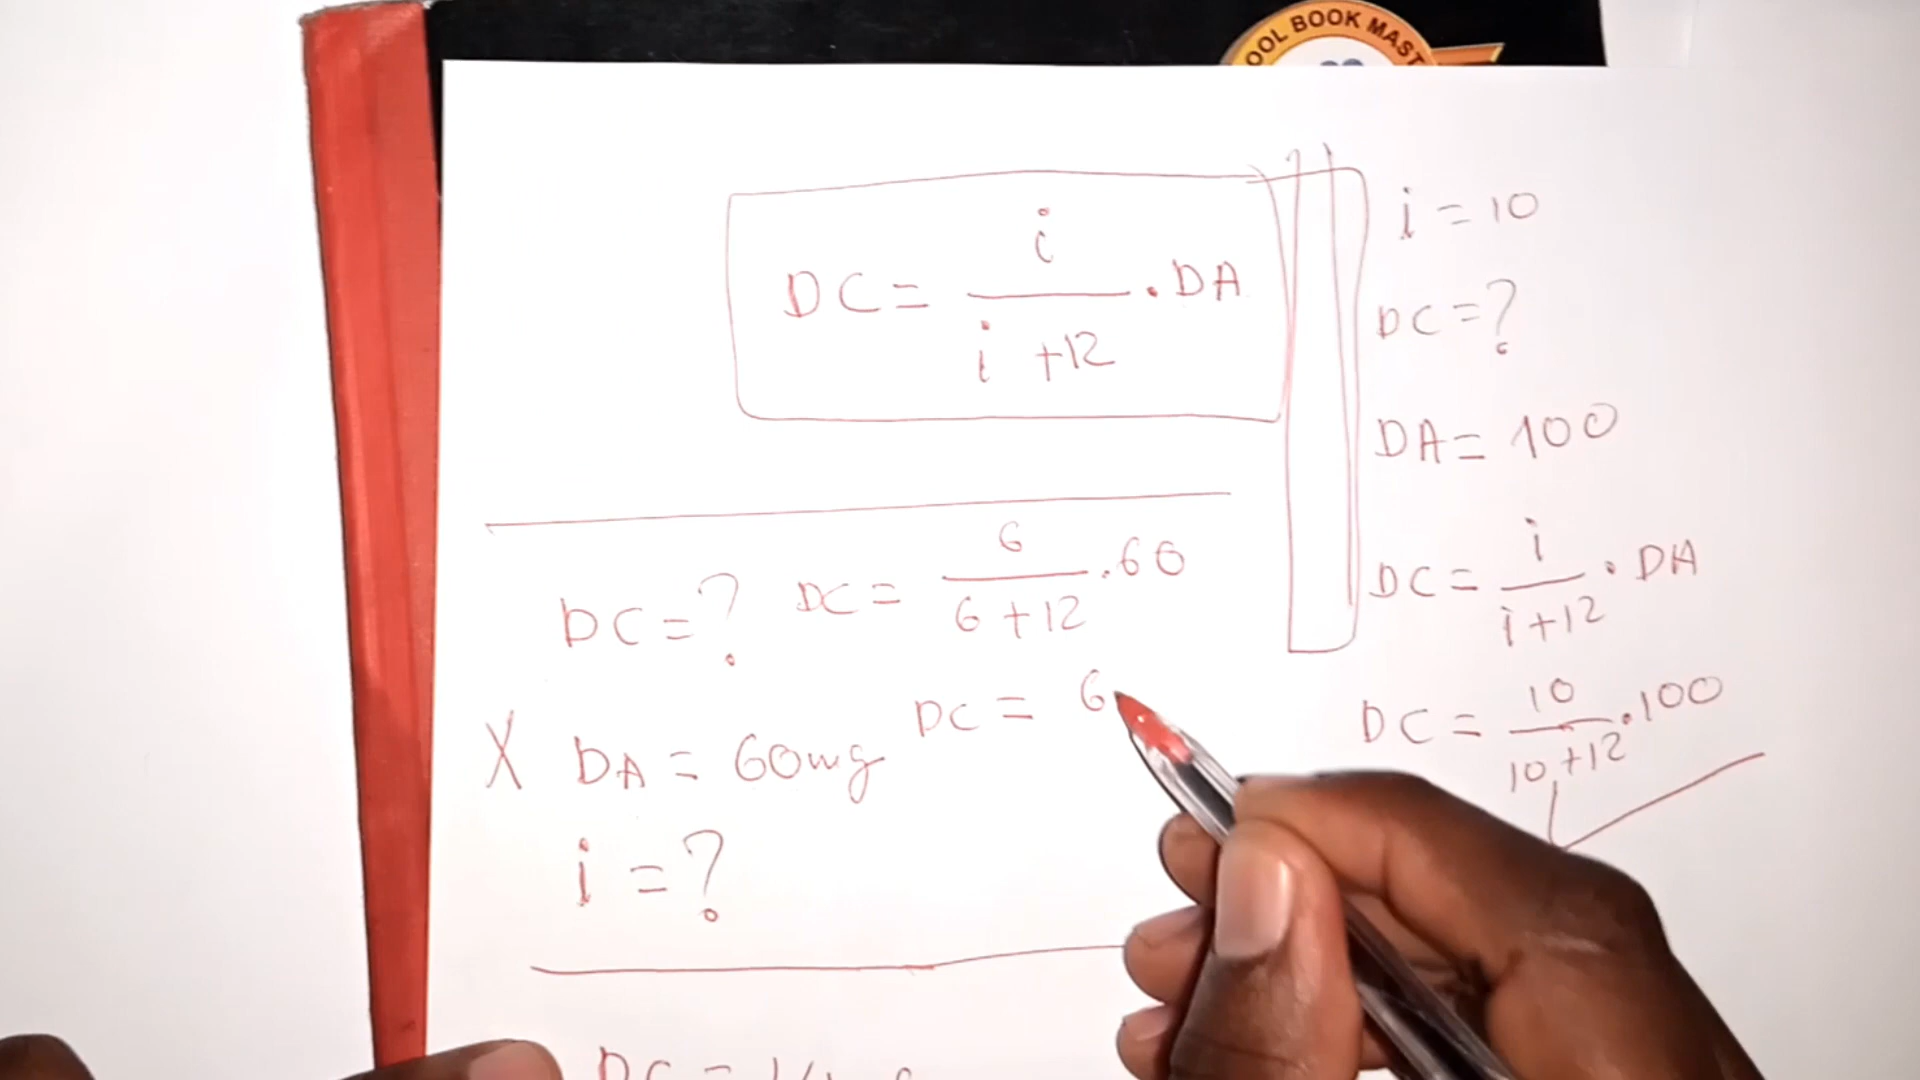 OOL BOOK MAST
DC = i / i + 12 . DA
DC = ? DC = 6 / 6 + 12 . 60
X DA = 60mg DC = 6
i = ?
i = 10
DC = ?
DA = 100
DC = i / i + 12 . DA
DC = 10 / 10 + 12 . 100